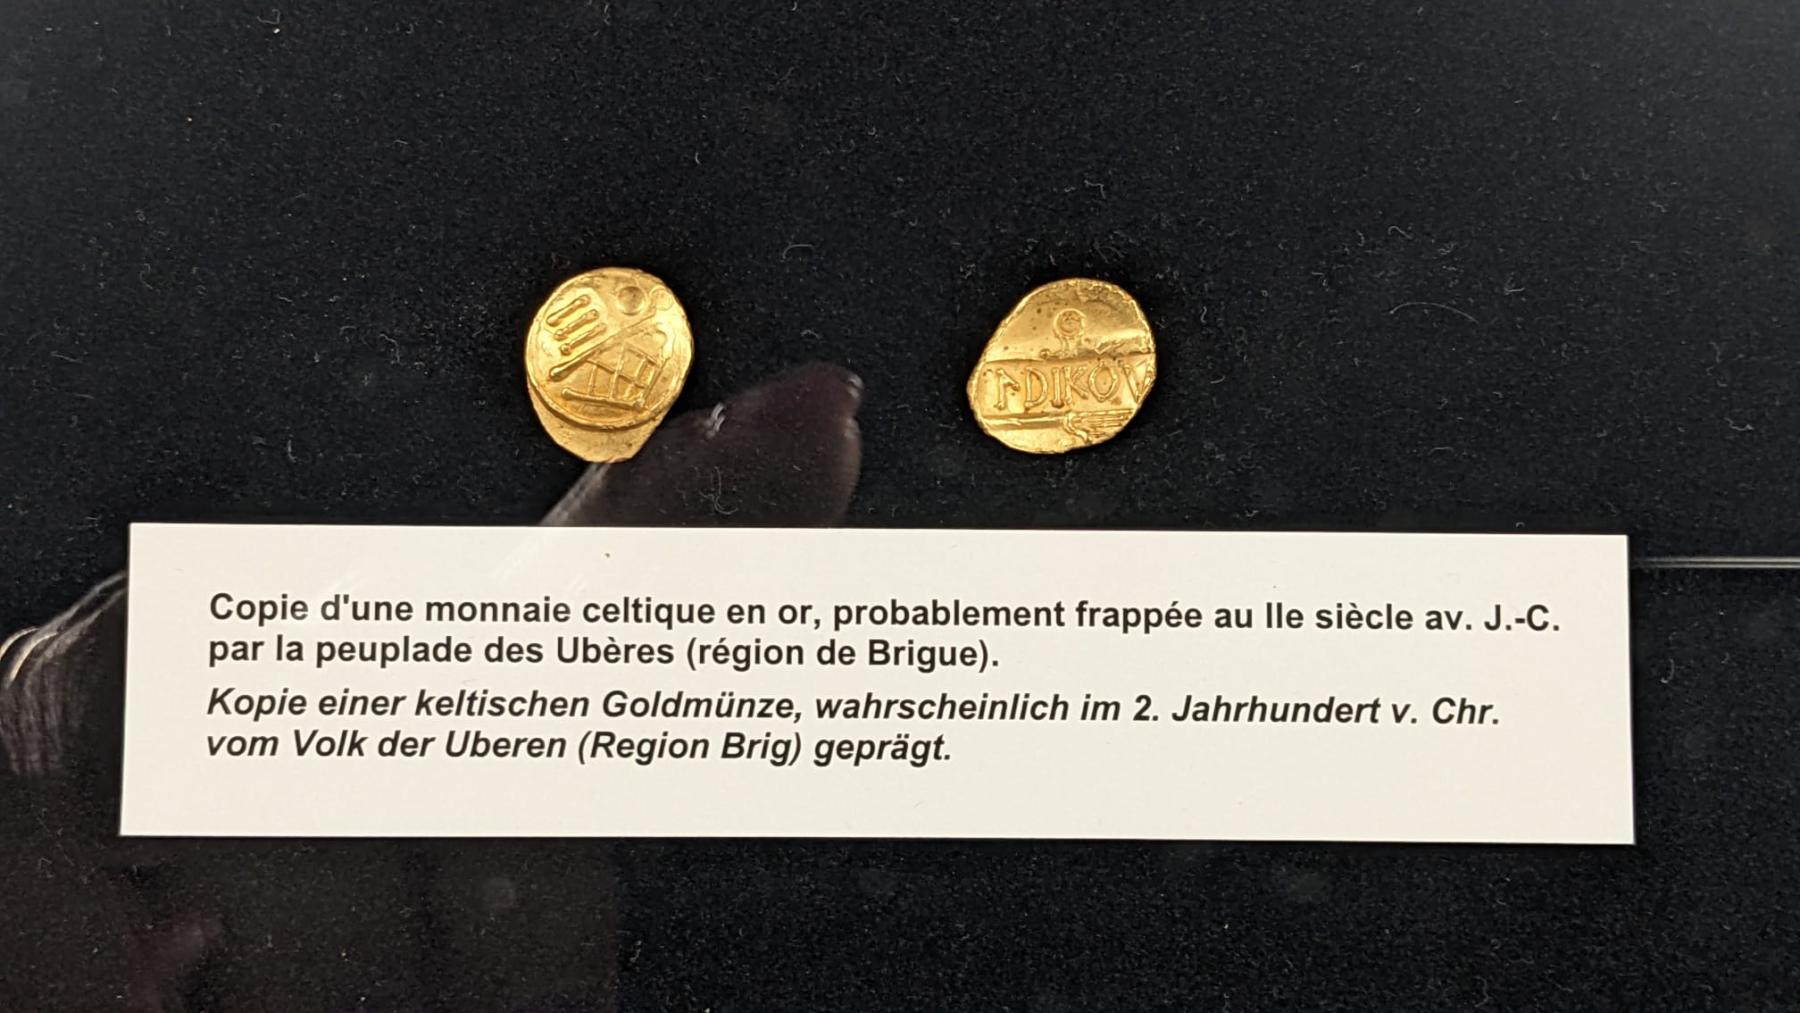 DIKOV
Copie d'une monnaie celtique en or, probablement frappée au IIe siècle av. J.-C.
par la peuplade des Ubères (région de Brigue).
Kopie einer keltischen Goldmünze, wahrscheinlich im 2. Jahrhundert v. Chr.
vom Volk der Uberen (Region Brig) geprägt.